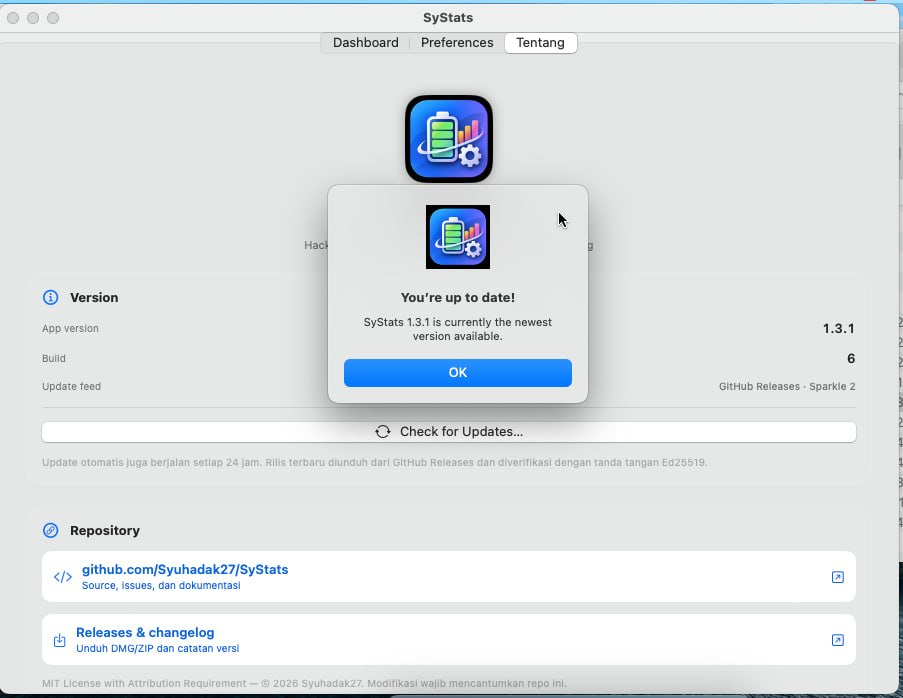 SyStats
Dashboard Preferences Tentang
Hack
g
You're up to date!
SyStats 1.3.1 is currently the newest
version available.
OK
Version
App version 1.3.1
Build 6
Update feed GitHub Releases · Sparkle 2
Check for Updates...
Update otomatis juga berjalan setiap 24 jam. Rilis terbaru diunduh dari GitHub Releases dan diverifikasi dengan tanda tangan Ed25519.
Repository
</> github.com/Syuhadak27/SyStats
Source, issues, dan dokumentasi
Releases & changelog
Unduh DMG/ZIP dan catatan versi
MIT License with Attribution Requirement — © 2026 Syuhadak27. Modifikasi wajib mencantumkan repo ini.